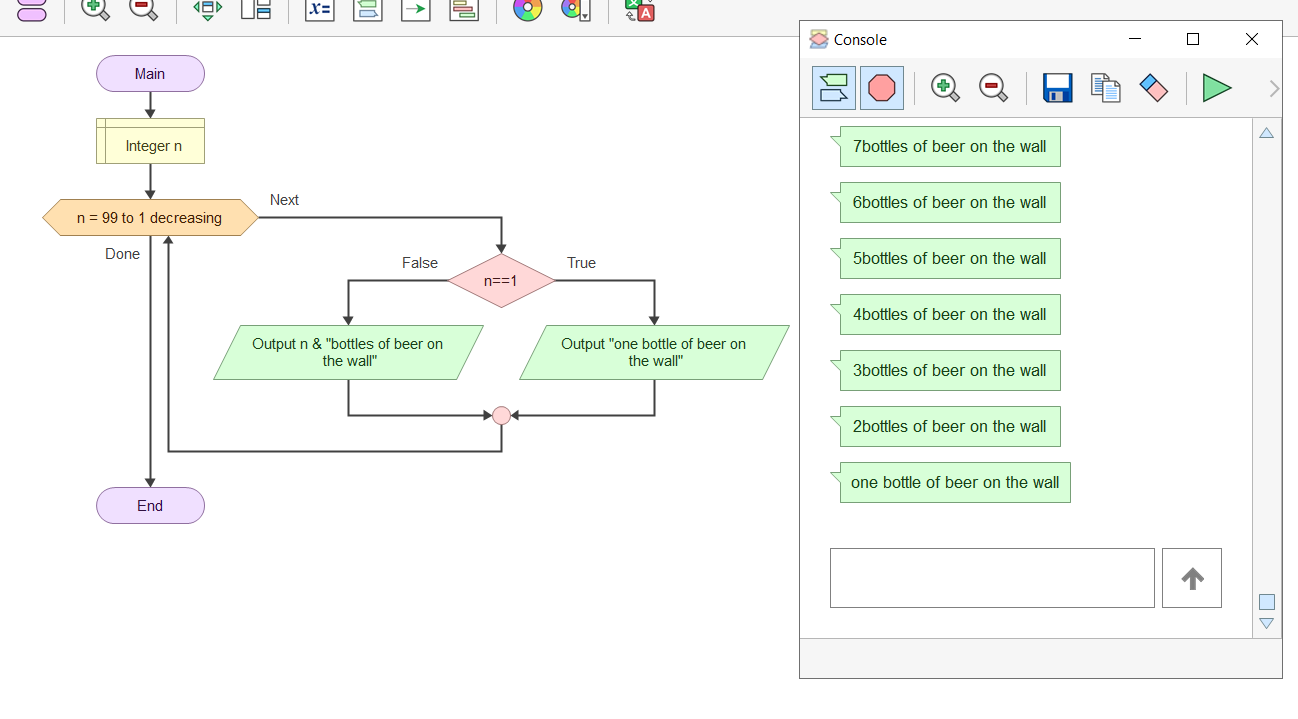 x=
A
Main
Integer n
n = 99 to 1 decreasing
Next
Done
False
n==1
True
Output n & "bottles of beer on
the wall"
Output "one bottle of beer on
the wall"
End
Console
7bottles of beer on the wall
6bottles of beer on the wall
5bottles of beer on the wall
4bottles of beer on the wall
3bottles of beer on the wall
2bottles of beer on the wall
one bottle of beer on the wall